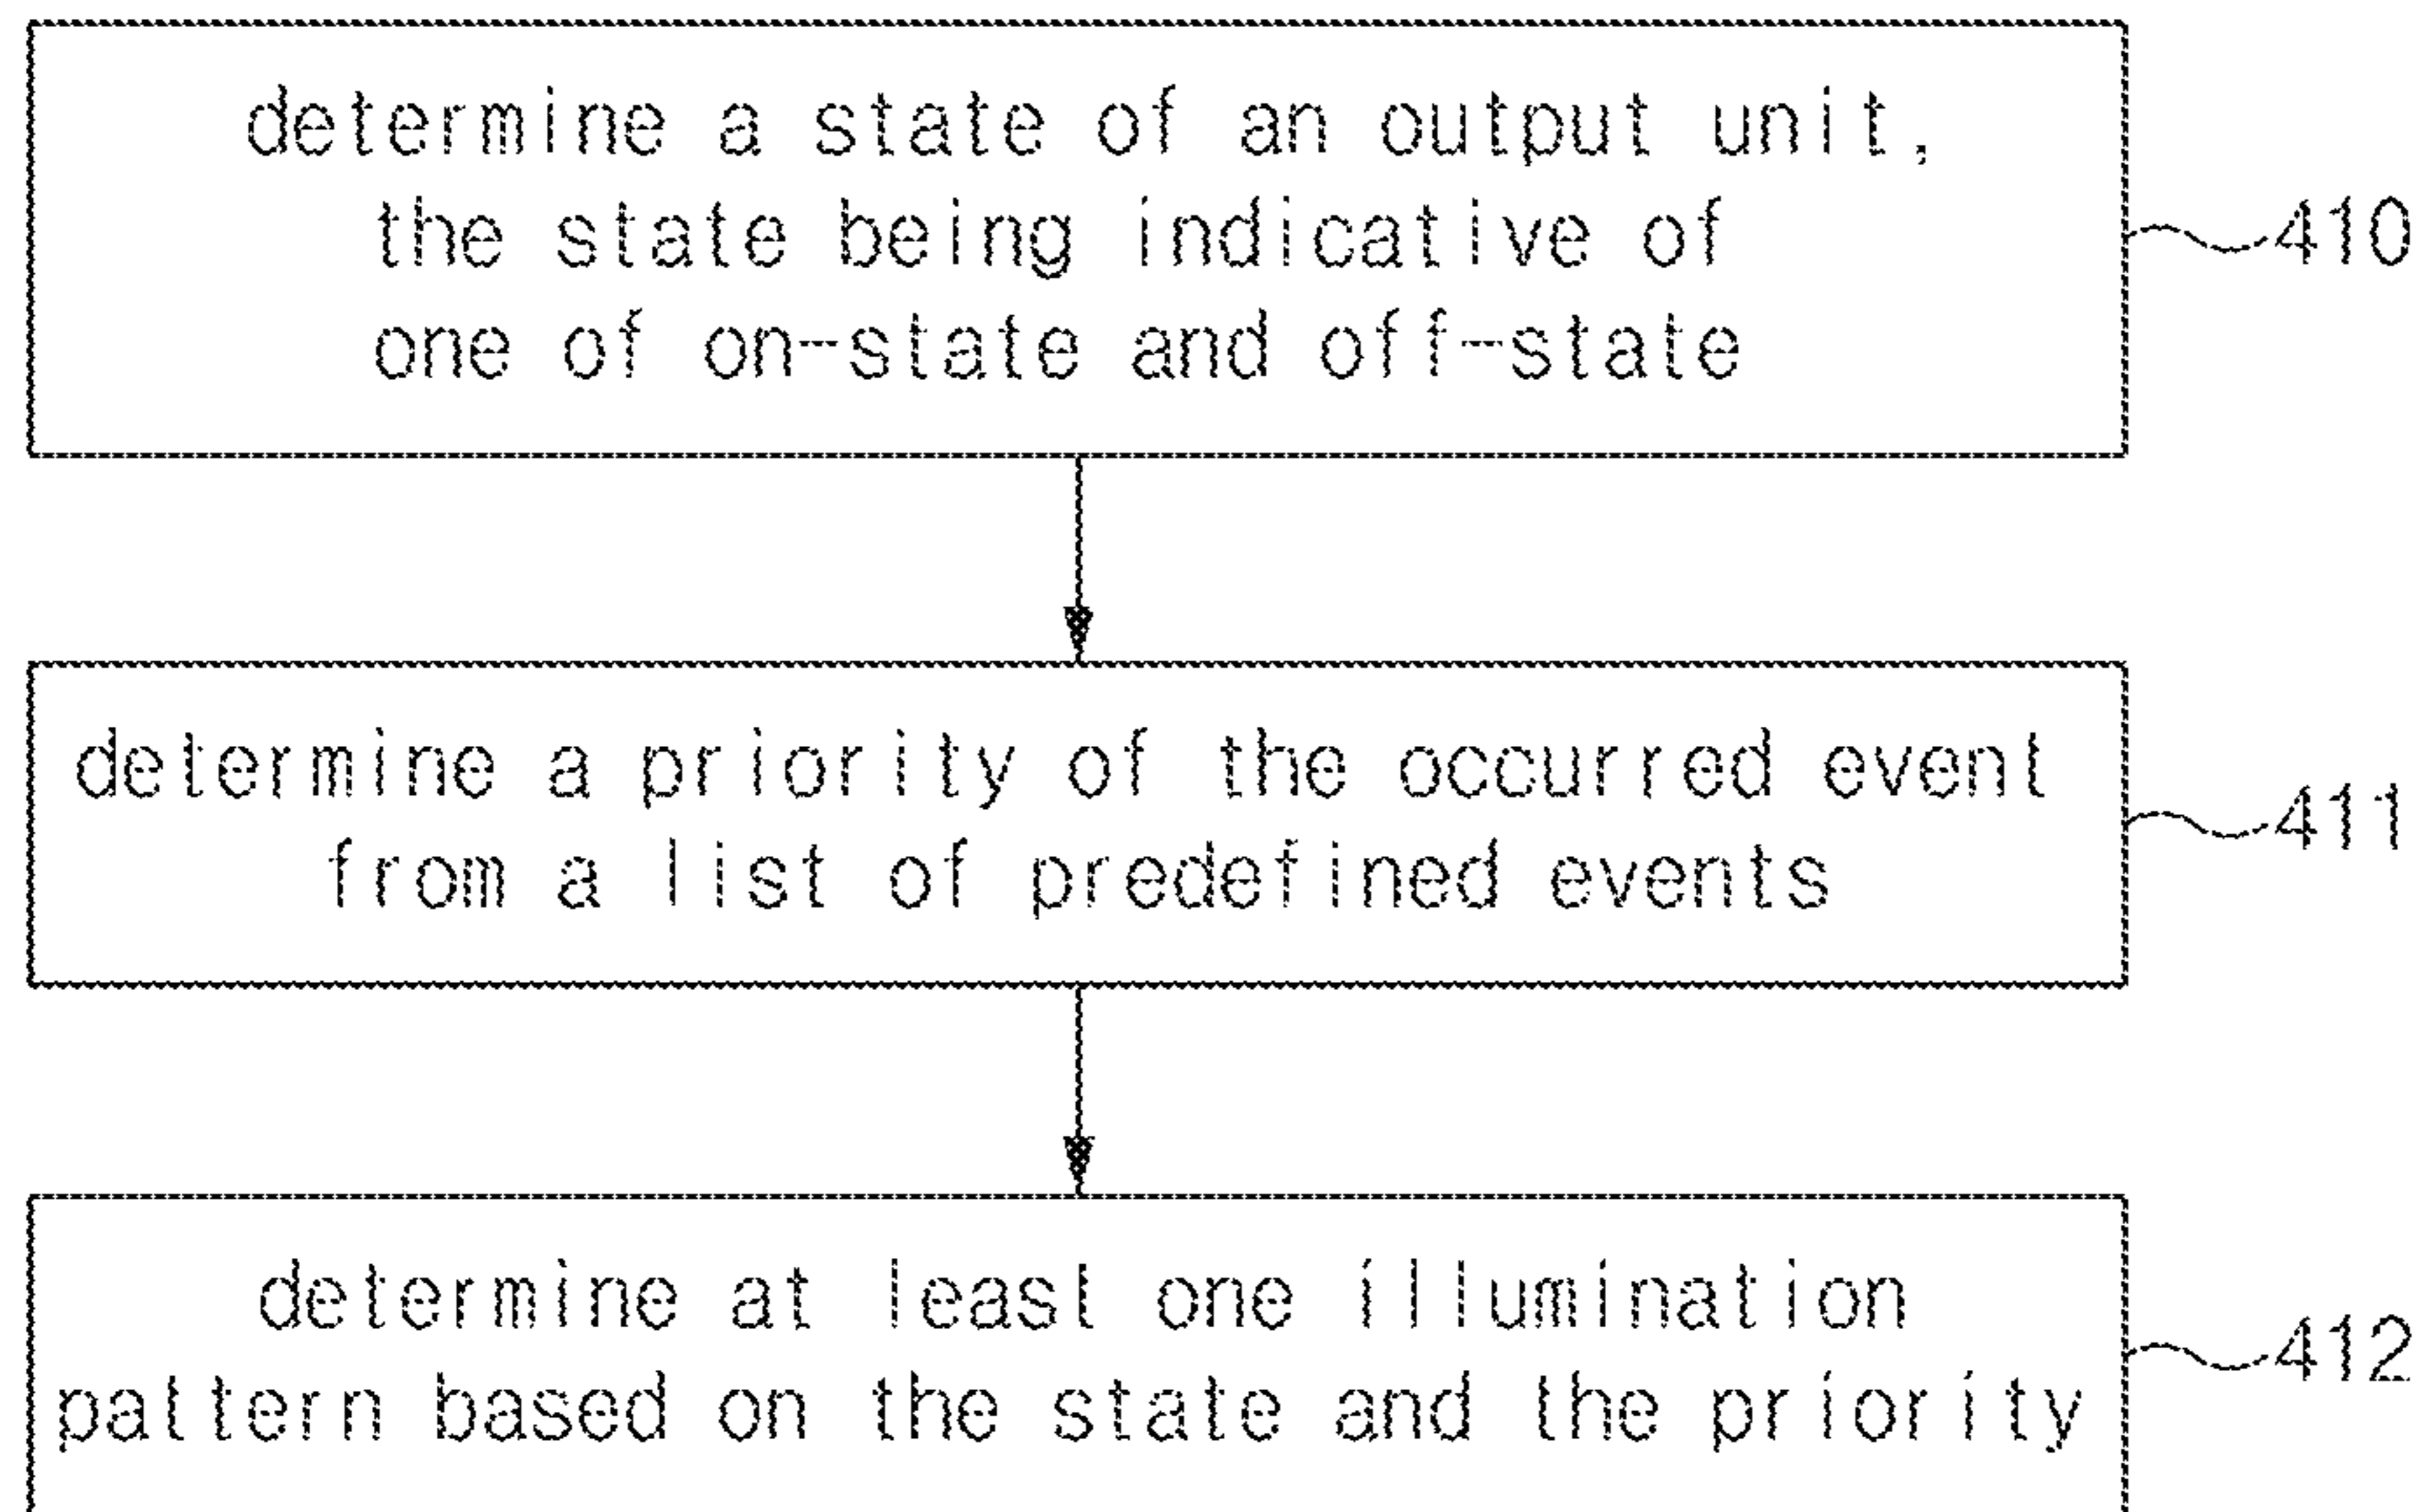 determine a state of an output unit,
the state being indicative of
one of on-state and off-state
410
determine a priority of the occurred event
from a list of predefined events
411
determine at least one illumination
pattern based on the state and the priority
412